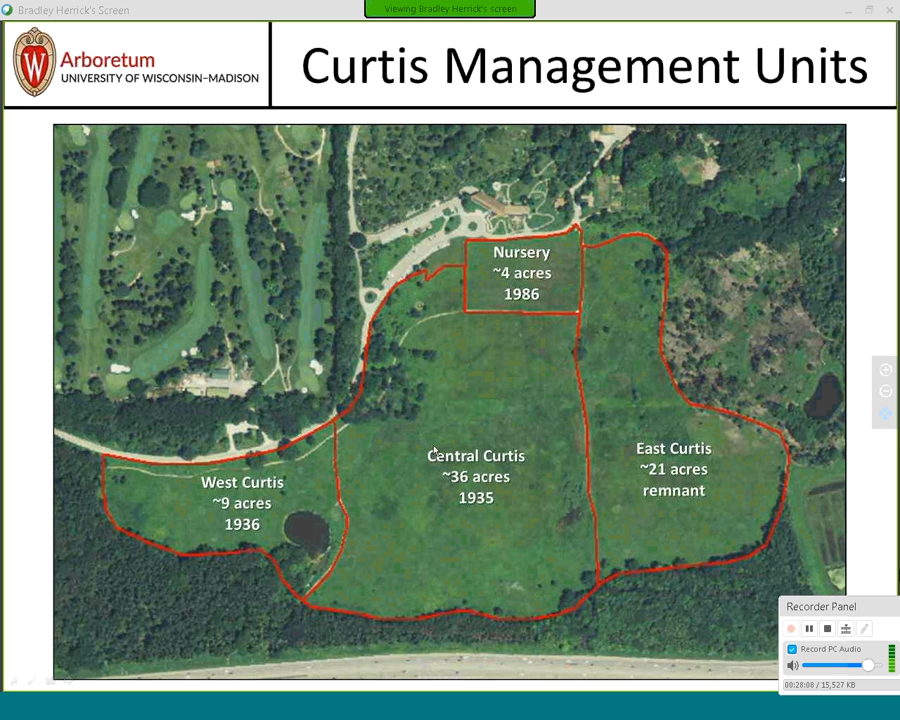 Bradley Herrick's Screen
Viewing Bradley Herrick's screen
W
Arboretum
UNIVERSITY OF WISCONSIN–MADISON
Curtis Management Units
Nursery
~4 acres
1986
Central Curtis
~36 acres
1935
East Curtis
~21 acres
remnant
West Curtis
~9 acres
1936
Recorder Panel
Record PC Audio
00:28:08 / 15,527 KB